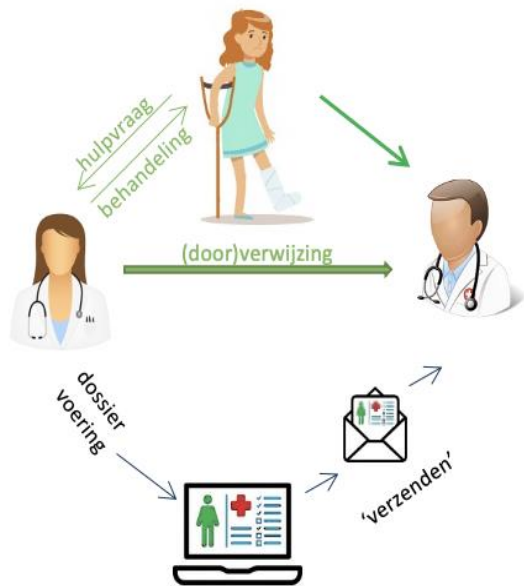 hulpvraag
behandeling
(door)verwijzing
dossier
voering
'verzenden'